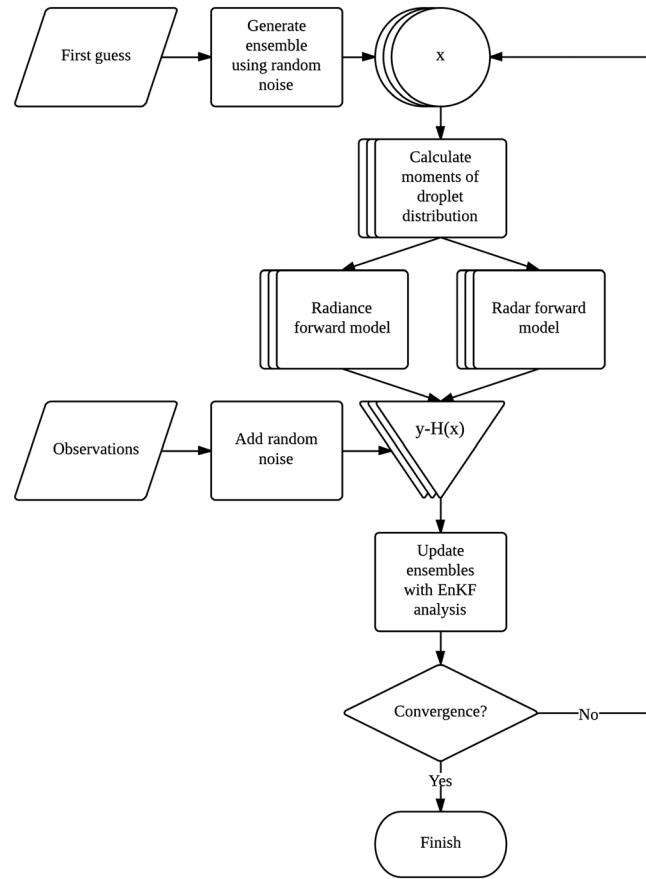 First guess
Generate
ensemble
using random
noise
x
Calculate
moments of
droplet
distribution
Radiance
forward model
Radar forward
model
Observations
Add random
noise
y-H(x)
Update
ensembles
with EnKF
analysis
Convergence?
No
Yes
Finish